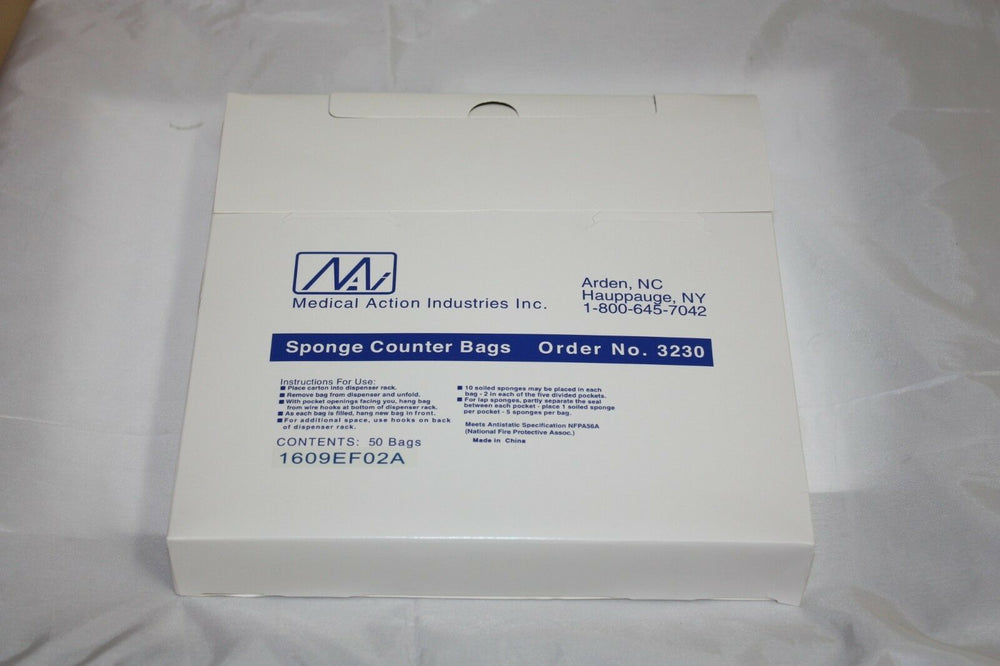 MAi
Medical Action Industries Inc.
Arden, NC
Hauppauge, NY
1-800-645-7042
Sponge Counter Bags Order No. 3230
Instructions For Use:
■ Place carton into dispenser rack.
■ Remove bag from dispenser and unfold.
■ With pocket openings facing you, hang bag
from wire hooks at bottom of dispenser rack.
■ As each bag is filled, hang new bag in front.
■ For additional space, use hooks on back
of dispenser rack.
CONTENTS: 50 Bags
1609EF02A
■ 10 soiled sponges may be placed in each
bag - 2 in each of the five divided pockets.
■ For lap sponges, partly separate the seal
between each pocket - place 1 soiled sponge
per pocket - 5 sponges per bag.
Meets Antistatic Specification NFPA56A
(National Fire Protective Assoc.)
Made in China